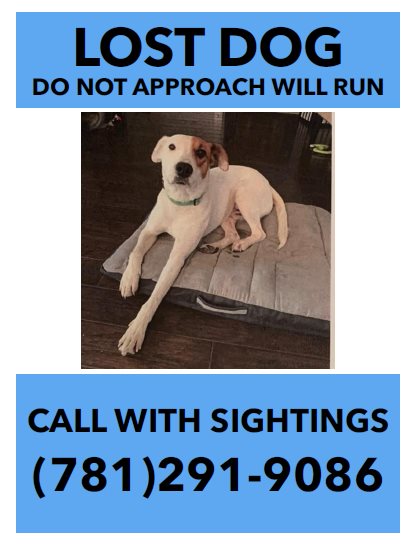 LOST DOG
DO NOT APPROACH WILL RUN
CALL WITH SIGHTINGS
(781)291-9086